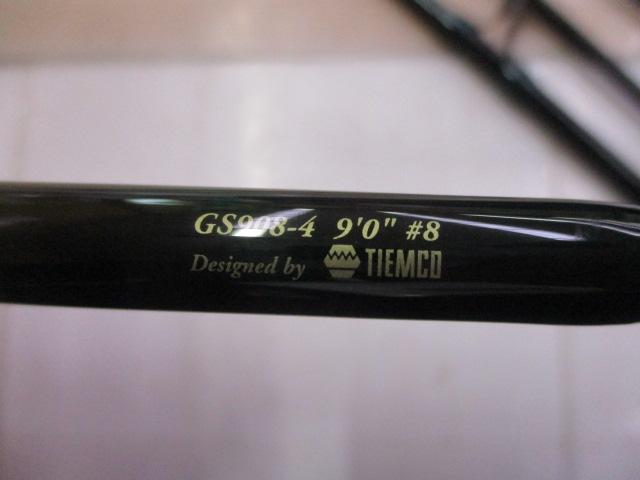 GS908-4 9'0" #8
Designed by TIEMCO